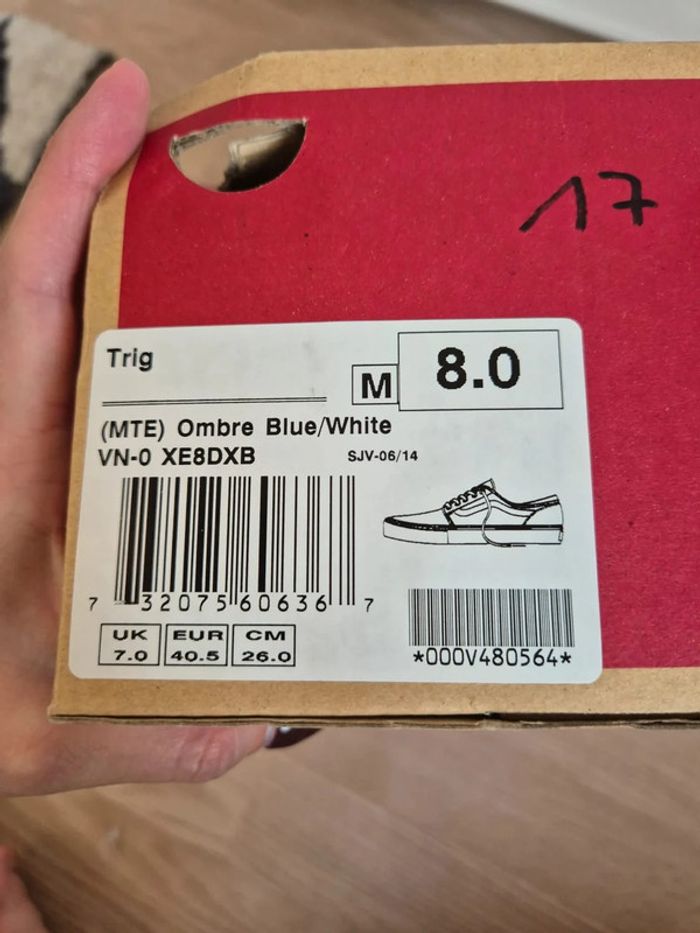 17
Trig
M 8.0
(MTE) Ombre Blue/White
VN-0 XE8DXB SJV-06/14
7 32075 60636 7
UK EUR CM
7.0 40.5 26.0
*000V480564*